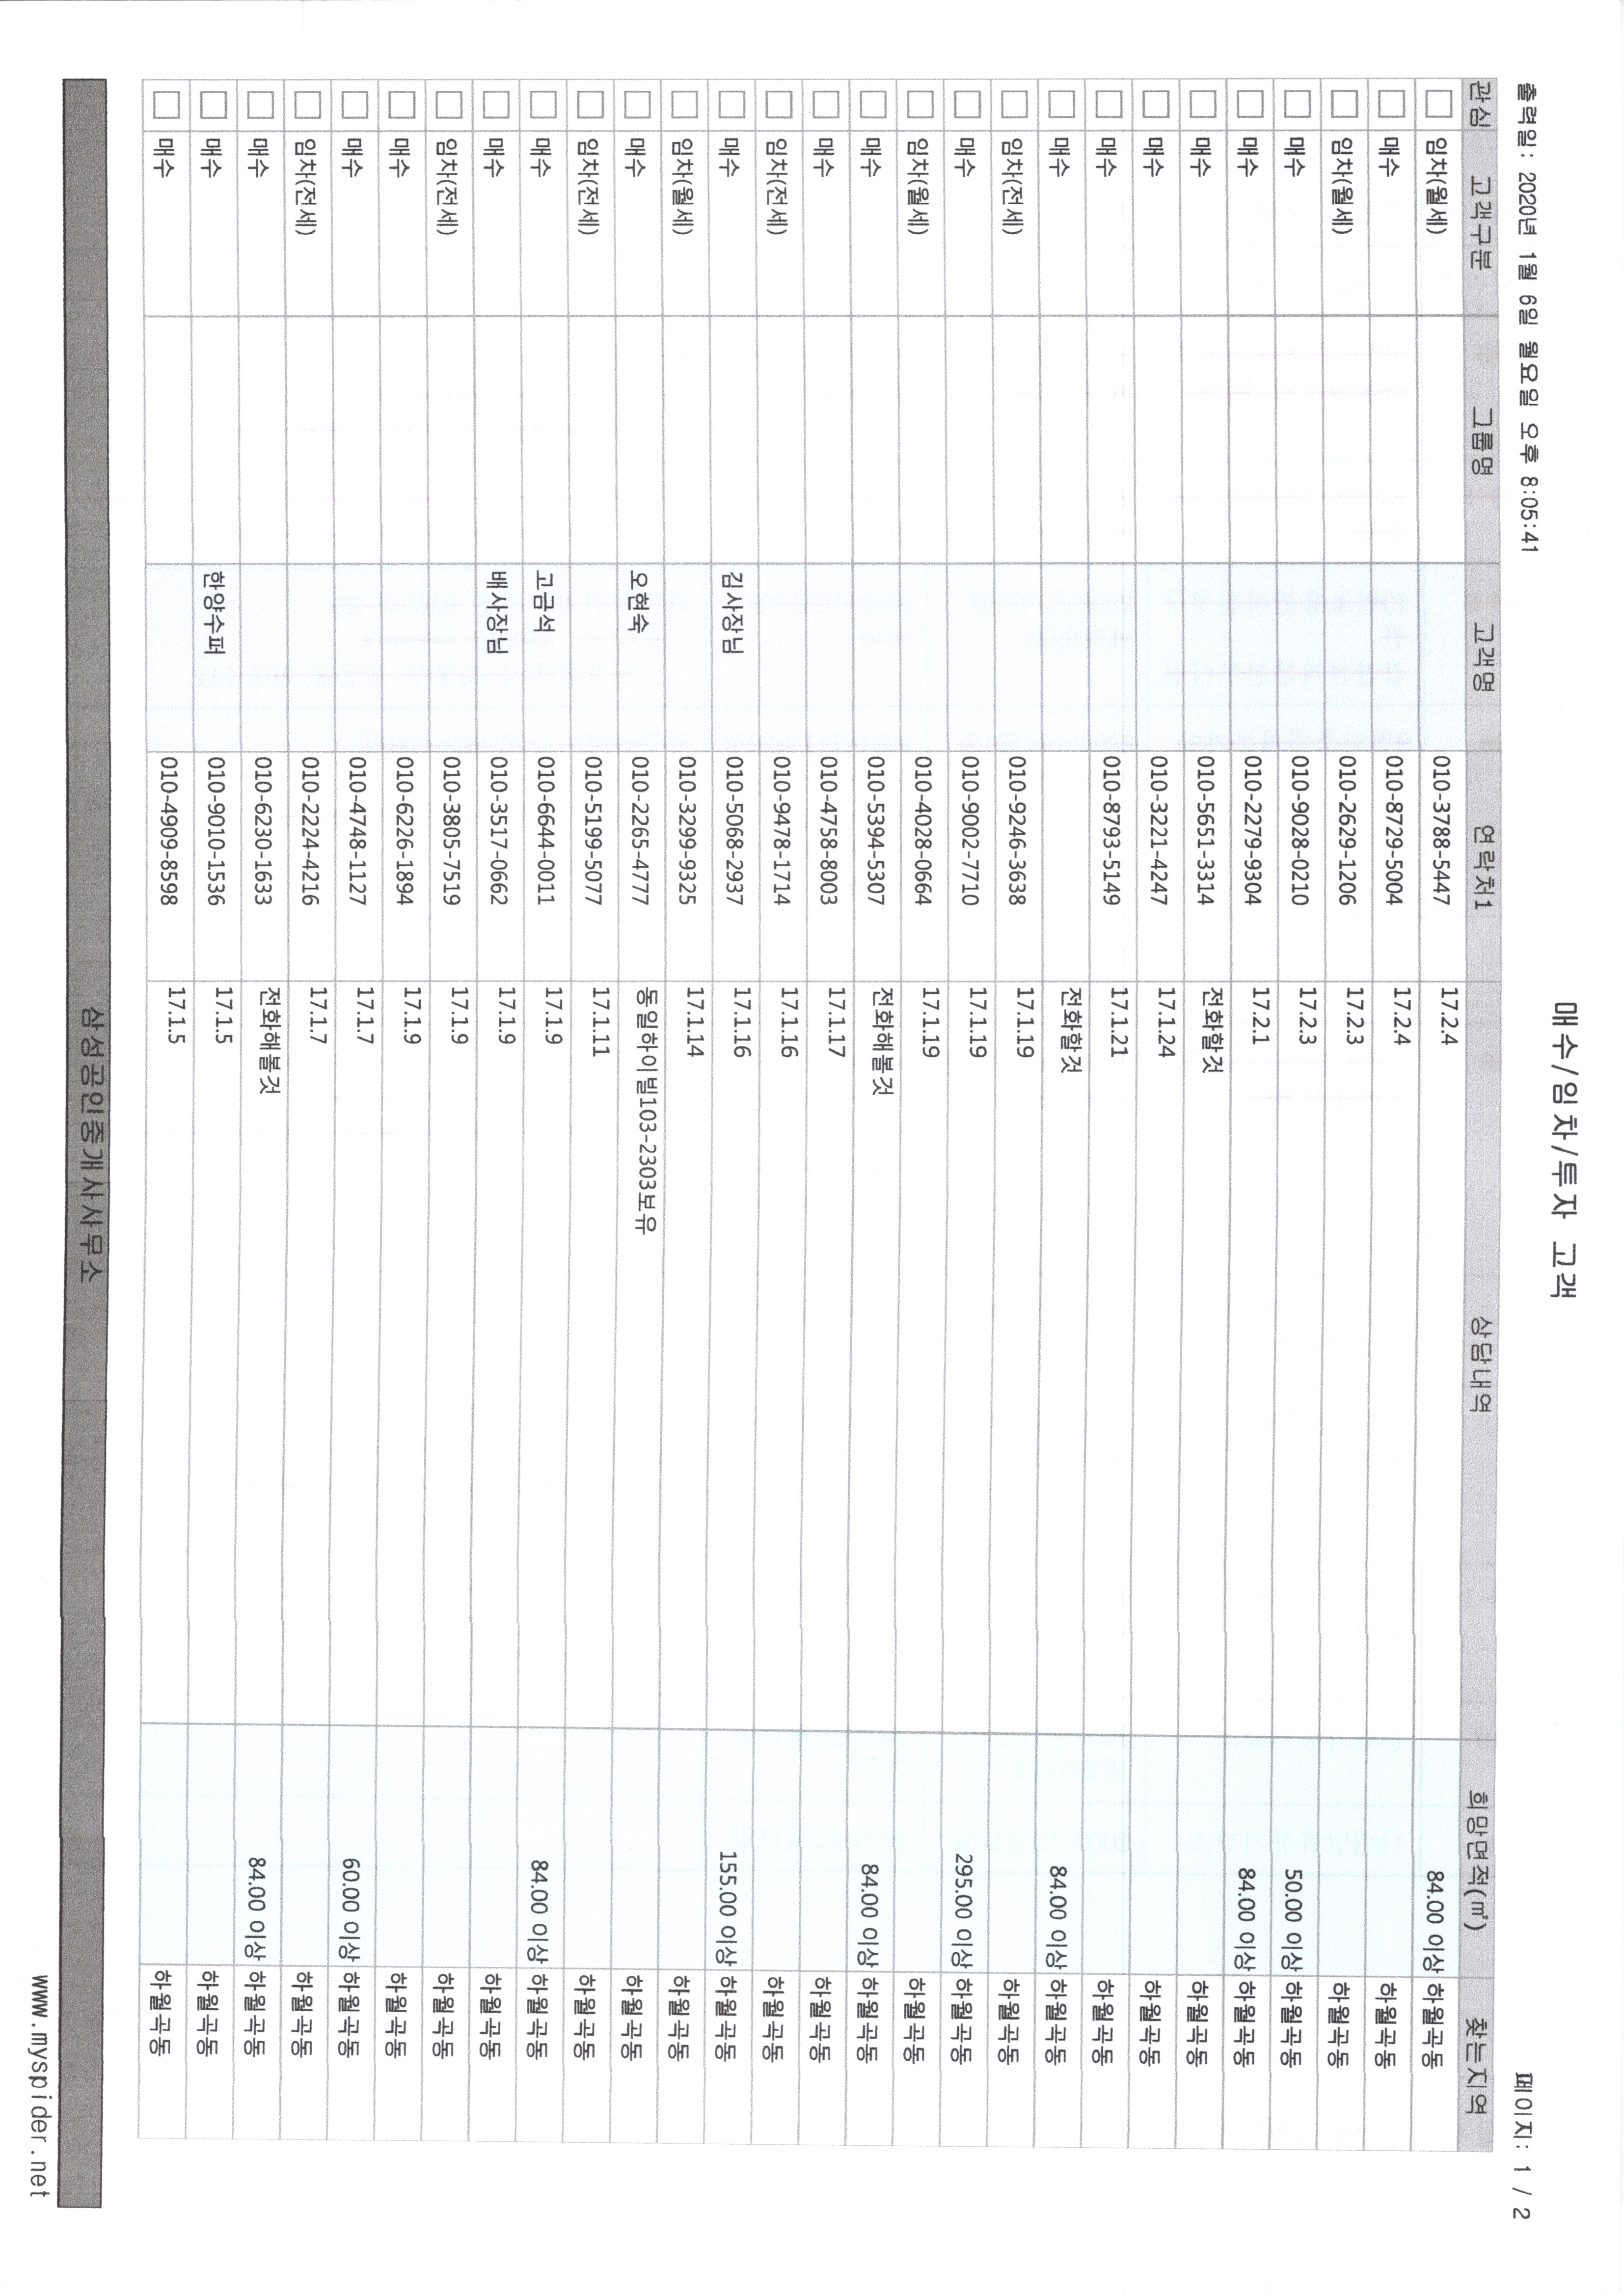 매수/임차/투자 고객
출력일: 2020년 1월 6일 월요일 오후 8:05:41
페이지: 1 / 2
관심 고객구분 그룹명 고객명 연락처1 상담내역 희망면적(㎡) 찾는지역
임차(월세) 010-3788-5447 17.2.4 84.00 이상 하월곡동
매수 010-8729-5004 17.2.4 하월곡동
임차(월세) 010-2629-1206 17.2.3 하월곡동
매수 010-9028-0210 17.2.3 50.00 이상 하월곡동
매수 010-2279-9304 17.2.1 84.00 이상 하월곡동
매수 010-5651-3314 전화할것 하월곡동
매수 010-3221-4247 17.1.24 하월곡동
매수 010-8793-5149 17.1.21 하월곡동
매수 전화할것 84.00 이상 하월곡동
임차(전세) 010-9246-3638 17.1.19 하월곡동
매수 010-9002-7710 17.1.19 295.00 이상 하월곡동
임차(월세) 010-4028-0664 17.1.19 하월곡동
매수 010-5394-5307 전화해볼것 84.00 이상 하월곡동
매수 010-4758-8003 17.1.17 하월곡동
임차(전세) 010-9478-1714 17.1.16 하월곡동
매수 김사장님 010-5068-2937 17.1.16 155.00 이상 하월곡동
임차(월세) 010-3299-9325 17.1.14 하월곡동
매수 오현숙 010-2265-4777 동일하이빌103-2303보유 하월곡동
임차(전세) 010-5199-5077 17.1.11 하월곡동
매수 고금석 010-6644-0011 17.1.9 84.00 이상 하월곡동
매수 배사장님 010-3517-0662 17.1.9 하월곡동
임차(전세) 010-3805-7519 17.1.9 하월곡동
매수 010-6226-1894 17.1.9 하월곡동
매수 010-4748-1127 17.1.7 60.00 이상 하월곡동
임차(전세) 010-2224-4216 17.1.7 하월곡동
매수 010-6230-1633 전화해볼것 84.00 이상 하월곡동
매수 한양수퍼 010-9010-1536 17.1.5 하월곡동
매수 010-4909-8598 17.1.5 하월곡동
삼성공인중개사사무소
www.myspider.net